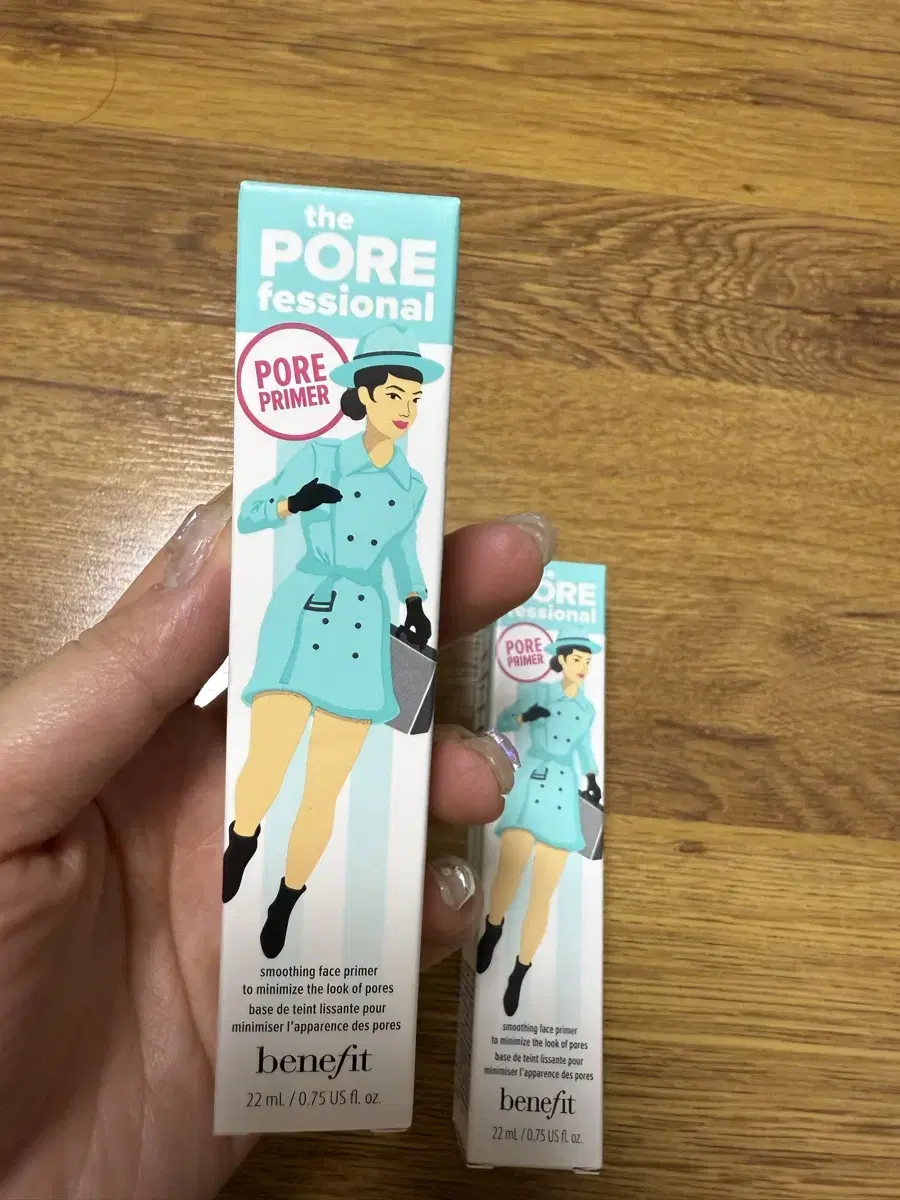 the
PORE
fessional
PORE
PRIMER
smoothing face primer
to minimize the look of pores
base de teint lissante pour
minimiser l'apparence des pores
benefit
22 mL / 0.75 US fl. oz.
PORE
fessional
PORE
PRIMER
smoothing face primer
to minimize the look of pores
base de teint lissante pour
minimiser l'apparence des pores
benefit
22 mL / 0.75 US fl. oz.